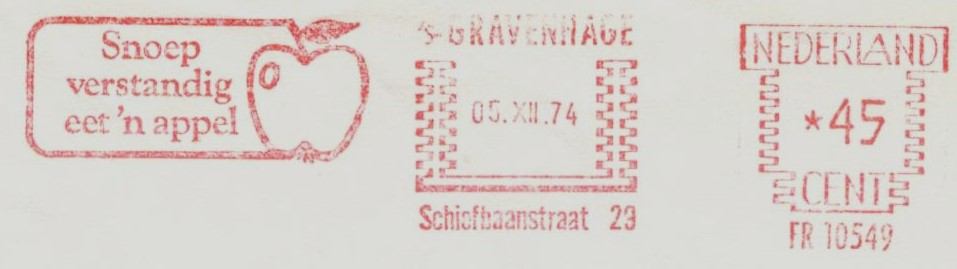 Snoep
verstandig
eet 'n appel
's-GRAVENHAGE
05.XII.74
Schiefbaanstraat 29
NEDERLAND
*45
CENT
FR 10549